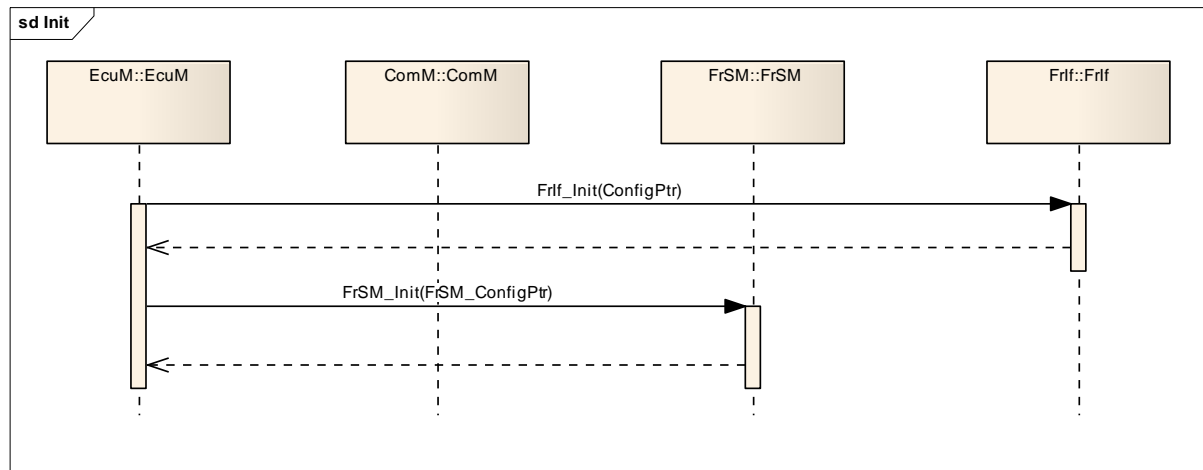 sd Init
EcuM::EcuM
ComM::ComM
FrSM::FrSM
FrIf::FrIf
FrIf_Init(ConfigPtr)
FrSM_Init(FrSM_ConfigPtr)